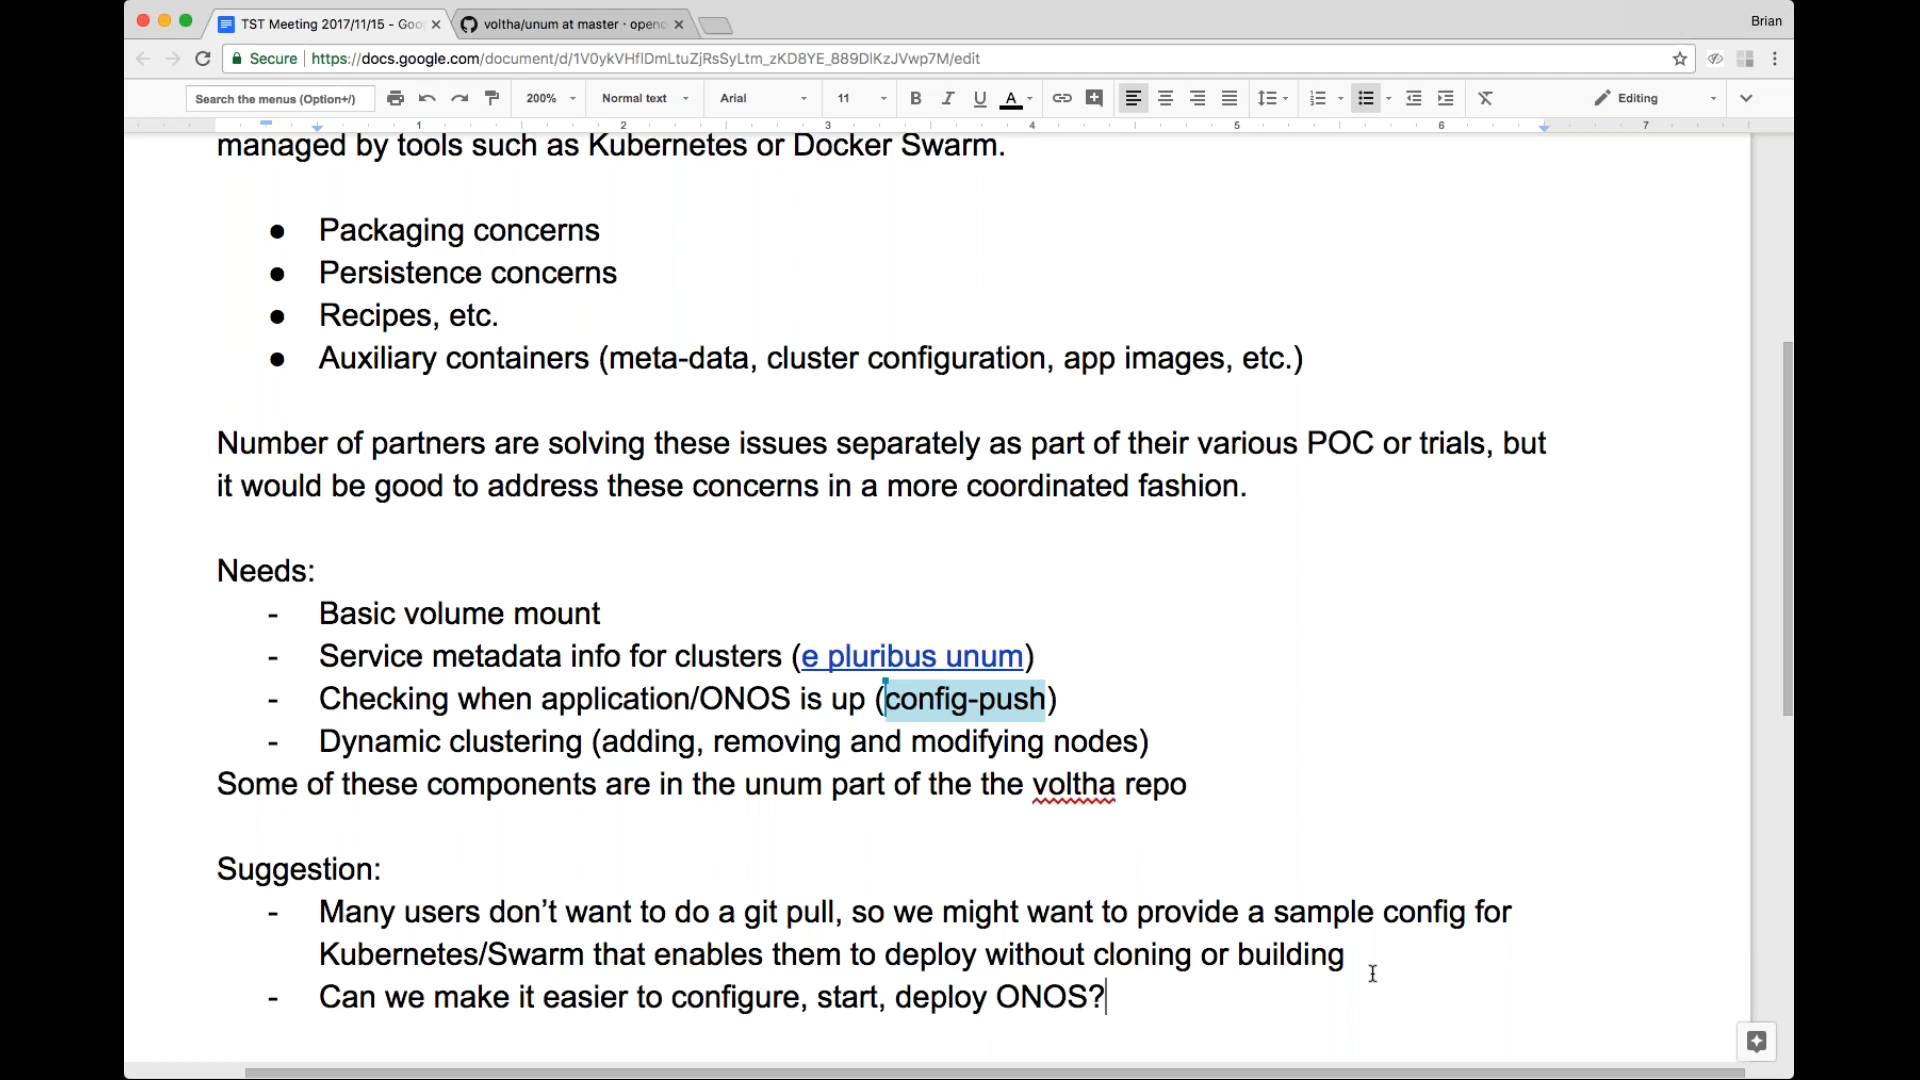 TST Meeting 2017/11/15 - Goo
voltha/unum at master · openc
Brian
Secure
https://docs.google.com/document/d/1V0ykVHflDmLtuZjRsSyLtm_zKD8YE_889DlKzJVwp7M/edit
Search the menus (Option+/)
200%
Normal text
Arial
11
B I U A
Editing
1 2 3 4 5 6 7
managed by tools such as Kubernetes or Docker Swarm.
● Packaging concerns
● Persistence concerns
● Recipes, etc.
● Auxiliary containers (meta-data, cluster configuration, app images, etc.)
Number of partners are solving these issues separately as part of their various POC or trials, but
it would be good to address these concerns in a more coordinated fashion.
Needs:
- Basic volume mount
- Service metadata info for clusters (e pluribus unum)
- Checking when application/ONOS is up (config-push)
- Dynamic clustering (adding, removing and modifying nodes)
Some of these components are in the unum part of the the voltha repo
Suggestion:
- Many users don’t want to do a git pull, so we might want to provide a sample config for
Kubernetes/Swarm that enables them to deploy without cloning or building
- Can we make it easier to configure, start, deploy ONOS?